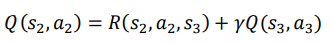 Q(s₂, a₂) = R(s₂, a₂, s₃) + γQ(s₃, a₃)